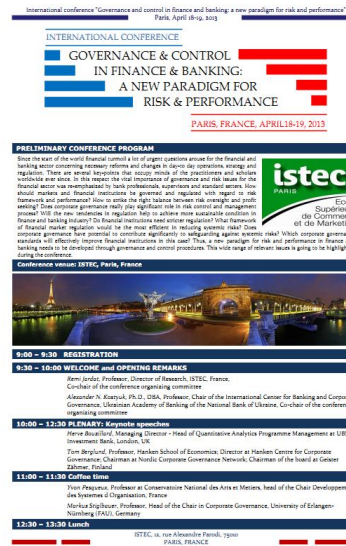 International conference "Governance and control in finance and banking: a new paradigm for risk and performance"
Paris, April 18-19, 2013
INTERNATIONAL CONFERENCE
GOVERNANCE & CONTROL
IN FINANCE & BANKING:
A NEW PARADIGM FOR
RISK & PERFORMANCE
PARIS, FRANCE, APRIL18-19, 2013
PRELIMINARY CONFERENCE PROGRAM
Since the start of the world financial turmoil a lot of urgent questions arouse for the financial and
banking sector concerning necessary reforms and changes in day-to day operations, strategy and
regulation. There are several key-points that occupy minds of the practitioners and scholars
worldwide ever since. In this respect the vital importance of governance and risk issues for the
financial sector was re-emphasised by bank professionals, supervisors and standard setters. How
should markets and financial institutions be governed and regulated with regard to risk
framework and performance? How to strike the right balance between risk oversight and profit
seeking? Does corporate governance really play significant role in risk control and management
process? Will the new tendencies in regulation help to achieve more sustainable condition in
finance and banking industry? Do financial institutions need stricter regulation? What framework
of financial market regulation would be the most efficient in reducing systemic risks? Does
corporate governance have potential to contribute significantly to safeguarding against systemic risks? Which corporate governa
standards will effectively improve financial institutions in this case? Thus, a new paradigm for risk and performance in finance
banking needs to be developed through governance and control procedures. This wide range of relevant issues is going to be highligh
during the conference.
istec
PARIS
Eco
Supérieu
de Commer
et de Marketi
Conference venue: ISTEC, Paris, France
9:00 – 9:30 REGISTRATION
9:30 – 10:00 WELCOME and OPENING REMARKS
Remi Jardat, Professor, Director of Research, ISTEC, France,
Co-chair of the conference organizing committee
Alexander N. Kostyuk, Ph.D., DBA, Professor, Chair of the International Center for Banking and Corpor
Governance, Ukrainian Academy of Banking of the National Bank of Ukraine, Co-chair of the conferen
organizing committee
10:00 – 12:30 PLENARY: Keynote speeches
Herve Bouaillard, Managing Director - Head of Quantitative Analytics Programme Management at UB
Investment Bank, London, UK
Tom Berglund, Professor, Hanken School of Economics; Director at Hanken Centre for Corporate
Governance; Chairman at Nordic Corporate Governance Network; Chairman of the board at Geister
Zähmer, Finland
11:00 – 11:30 Coffee time
Yvon Pesqueux, Professor at Conservatoire National des Arts et Metiers, head of the Chair Developpem
des Systemes d Organisation, France
Markus Stiglbauer, Professor, Head of the Chair in Corporate Governance, University of Erlangen-
Nürnberg (FAU), Germany
12:30 – 13:30 Lunch
ISTEC, 12, rue Alexandre Parodi, 75010
PARIS, FRANCE